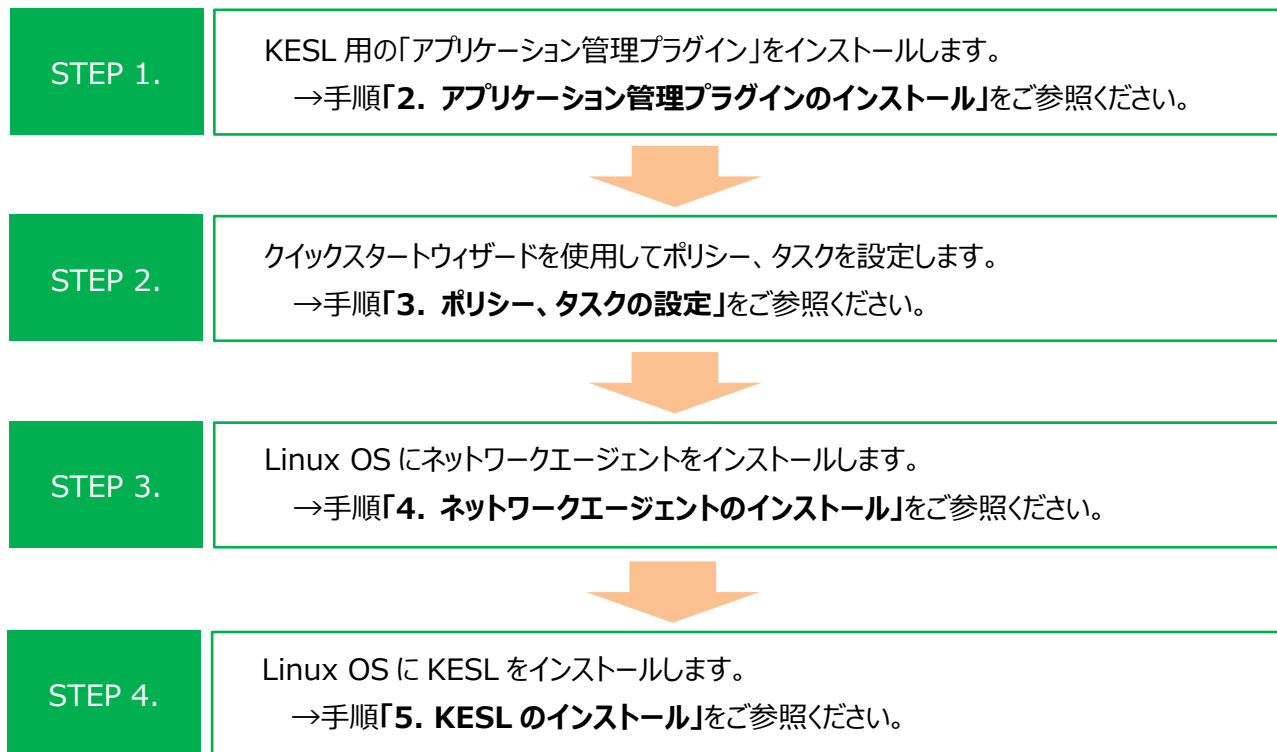 STEP 1.
KESL 用の「アプリケーション管理プラグイン」をインストールします。
→手順「2. アプリケーション管理プラグインのインストール」をご参照ください。
STEP 2.
クイックスタートウィザードを使用してポリシー、タスクを設定します。
→手順「3. ポリシー、タスクの設定」をご参照ください。
STEP 3.
Linux OS にネットワークエージェントをインストールします。
→手順「4. ネットワークエージェントのインストール」をご参照ください。
STEP 4.
Linux OS に KESL をインストールします。
→手順「5. KESL のインストール」をご参照ください。